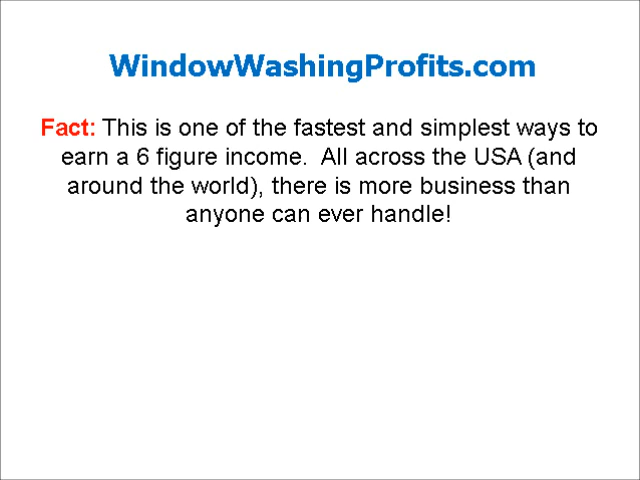 WindowWashingProfits.com
Fact: This is one of the fastest and simplest ways to
earn a 6 figure income.  All across the USA (and
around the world), there is more business than
anyone can ever handle!